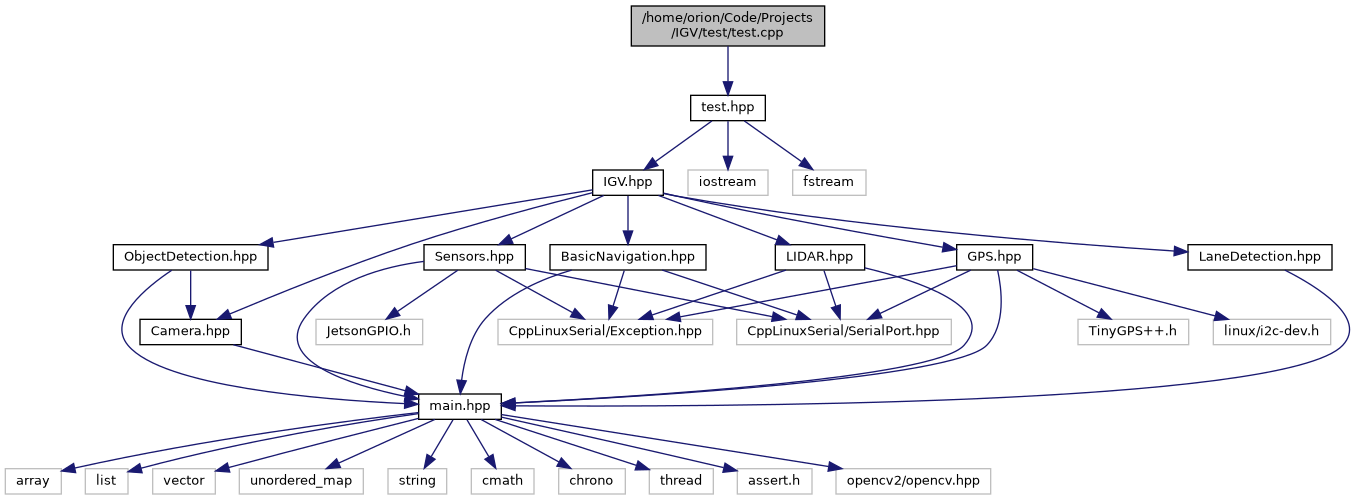 /home/orion/Code/Projects
/IGV/test/test.cpp
test.hpp
IGV.hpp
iostream
fstream
ObjectDetection.hpp
Sensors.hpp
BasicNavigation.hpp
LIDAR.hpp
GPS.hpp
LaneDetection.hpp
Camera.hpp
JetsonGPIO.h
CppLinuxSerial/Exception.hpp
CppLinuxSerial/SerialPort.hpp
TinyGPS++.h
linux/i2c-dev.h
main.hpp
array
list
vector
unordered_map
string
cmath
chrono
thread
assert.h
opencv2/opencv.hpp